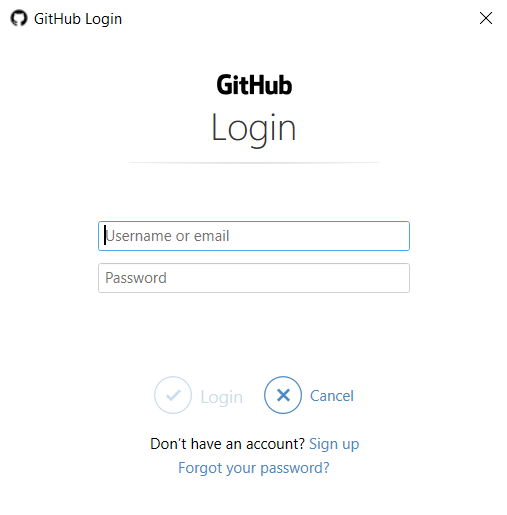 GitHub Login
GitHub
Login
Username or email
Password
Login Cancel
Don't have an account? Sign up
Forgot your password?